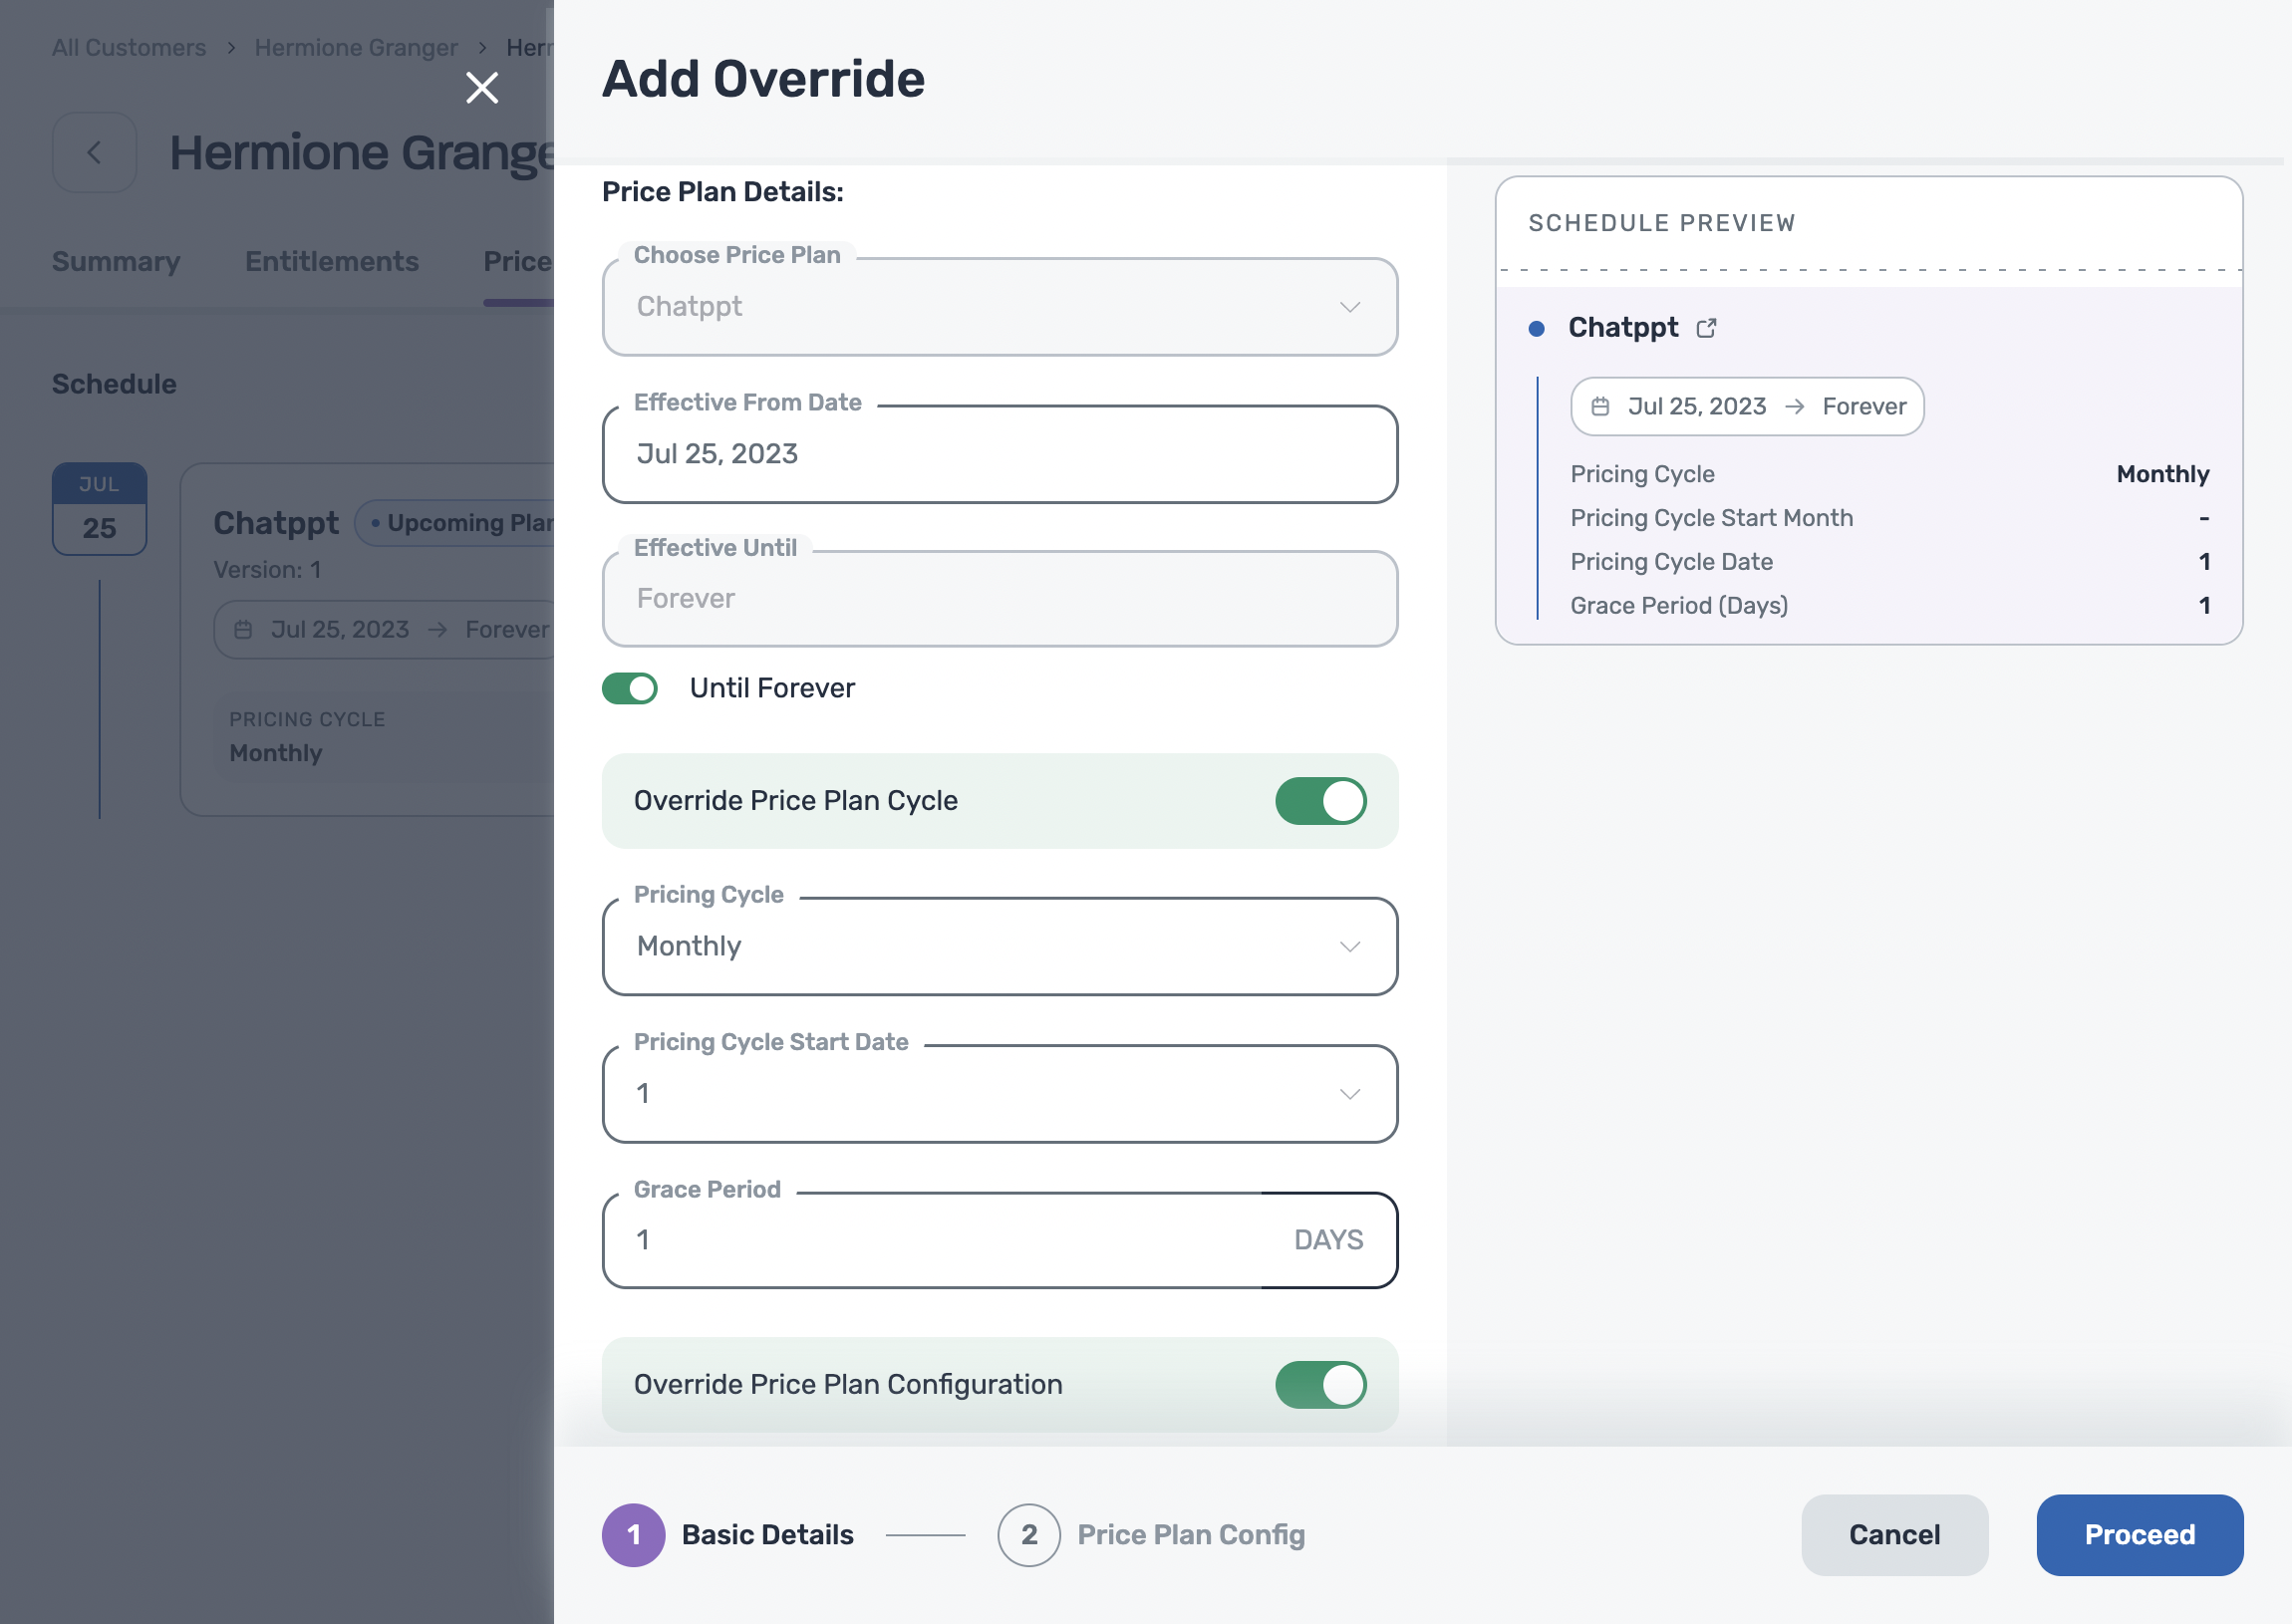 All Customers > Hermione Granger > Her
Hermione Grange
Summary Entitlements Price
Schedule
JUL
25
Chatppt • Upcoming Plan
Version: 1
Jul 25, 2023 → Forever
PRICING CYCLE
Monthly
Add Override
Price Plan Details:
Choose Price Plan
Chatppt
Effective From Date
Jul 25, 2023
Effective Until
Forever
Until Forever
Override Price Plan Cycle
Pricing Cycle
Monthly
Pricing Cycle Start Date
1
Grace Period
1 DAYS
Override Price Plan Configuration
SCHEDULE PREVIEW
Chatppt
Jul 25, 2023 → Forever
Pricing Cycle Monthly
Pricing Cycle Start Month -
Pricing Cycle Date 1
Grace Period (Days) 1
1 Basic Details 2 Price Plan Config
Cancel Proceed